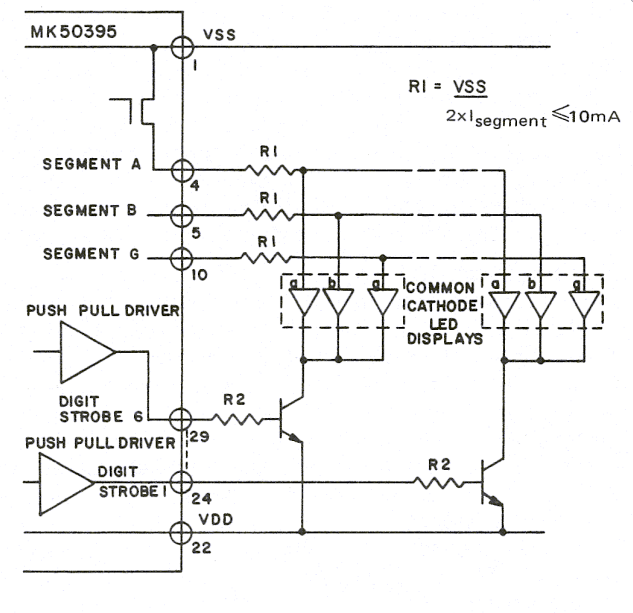 MK50395
VSS
1
R1 = VSS
2xIsegment ≤10mA
SEGMENT A
4
R1
SEGMENT B
5
R1
SEGMENT G
10
R1
a b g
COMMON
CATHODE
LED
DISPLAYS
a b g
PUSH PULL DRIVER
DIGIT
STROBE 6
29
R2
PUSH PULL DRIVER
DIGIT
STROBE 1
24
R2
VDD
22